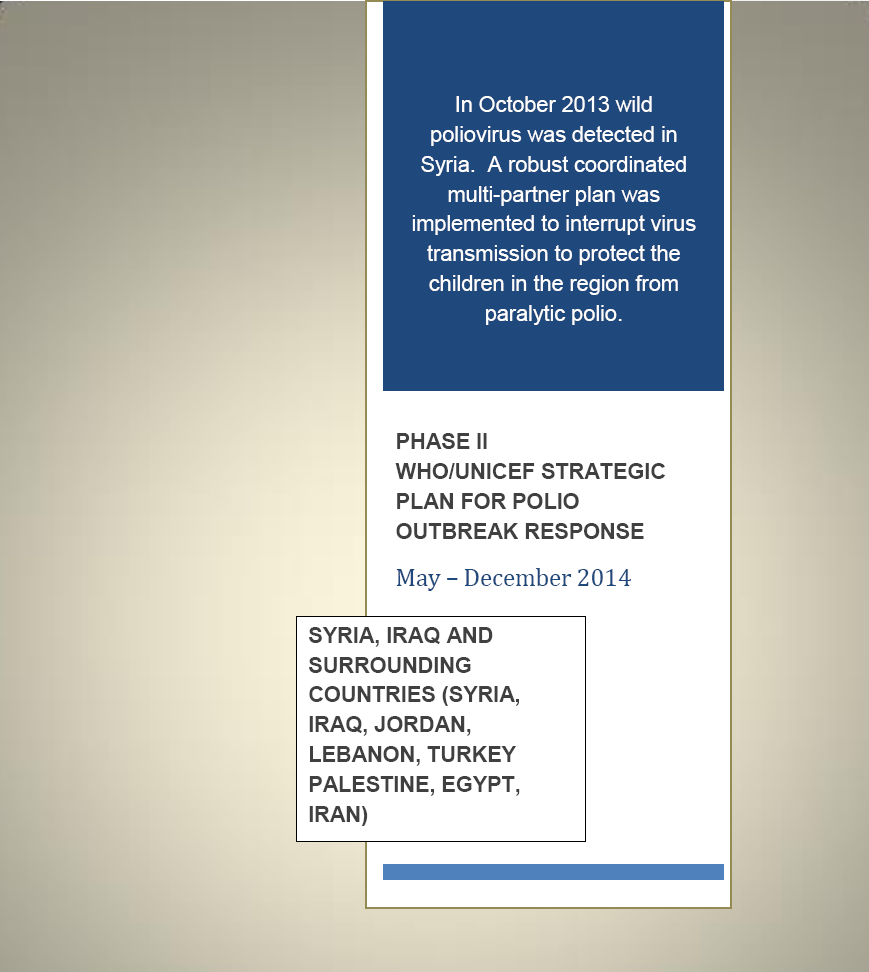 In October 2013 wild
poliovirus was detected in
Syria.  A robust coordinated
multi-partner plan was
implemented to interrupt virus
transmission to protect the
children in the region from
paralytic polio.
PHASE II
WHO/UNICEF STRATEGIC
PLAN FOR POLIO
OUTBREAK RESPONSE
May – December 2014
SYRIA, IRAQ AND
SURROUNDING
COUNTRIES (SYRIA,
IRAQ, JORDAN,
LEBANON, TURKEY
PALESTINE, EGYPT,
IRAN)